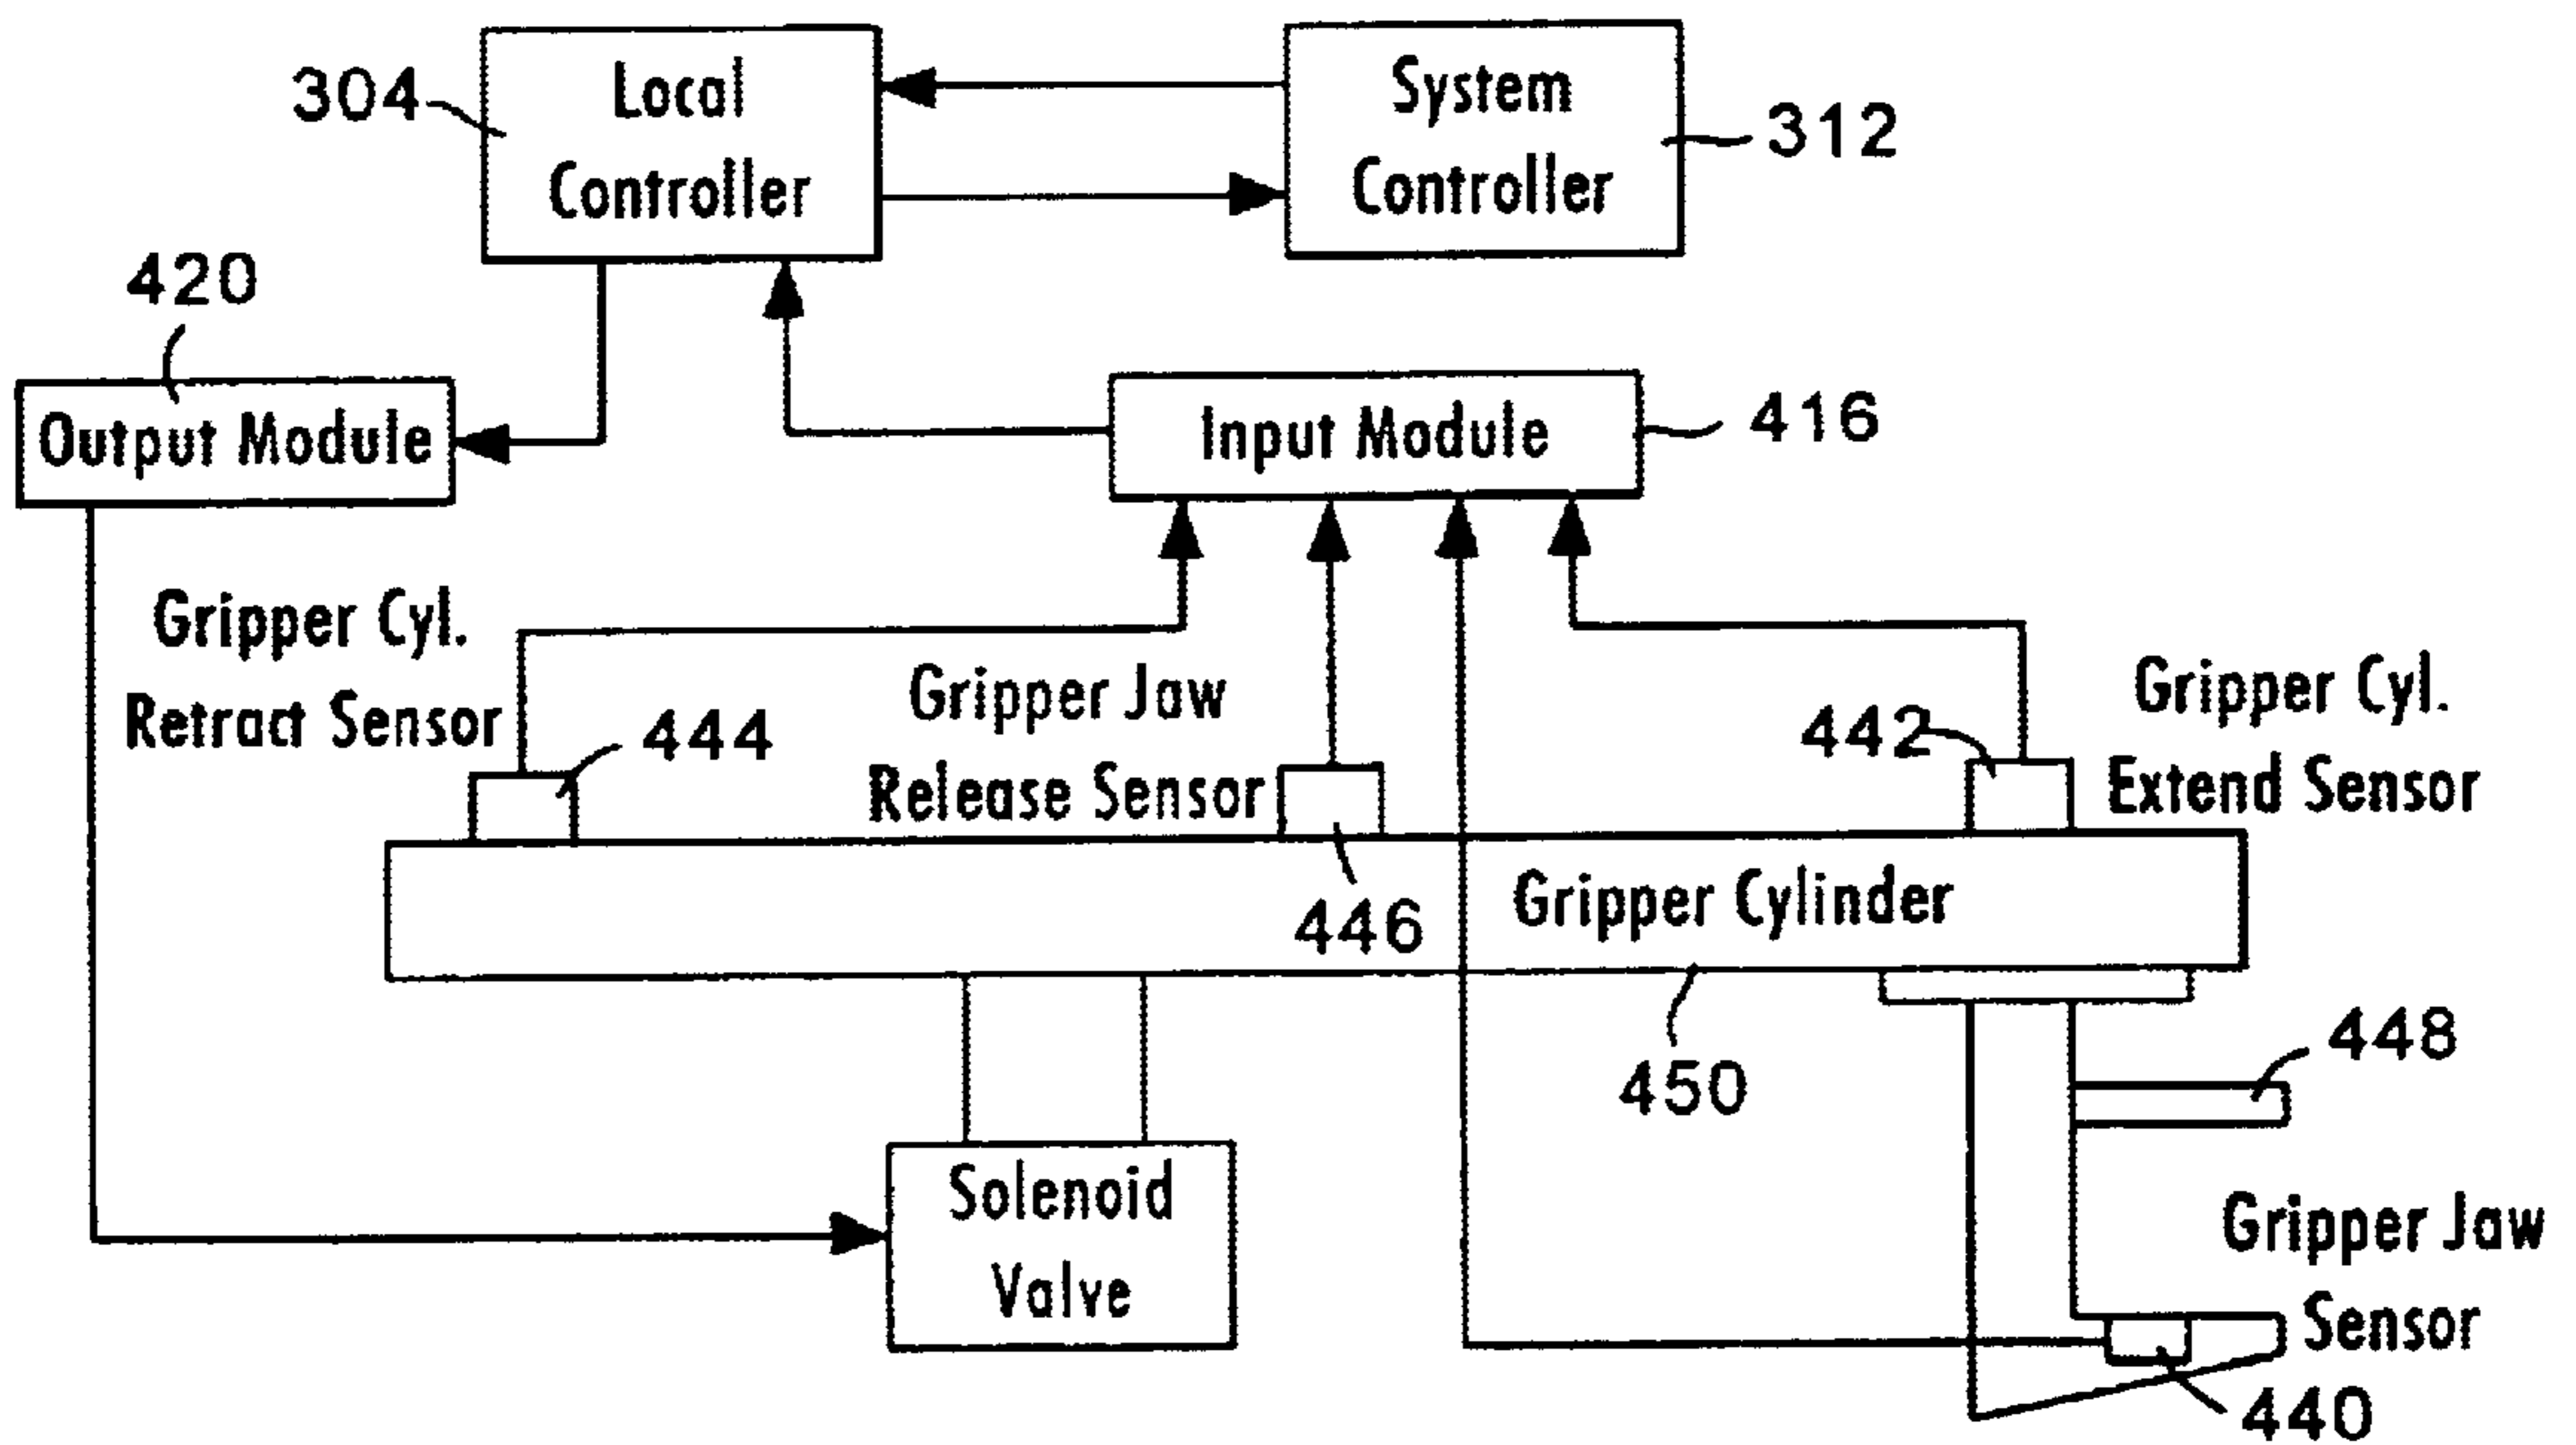 304
Local
Controller
System
Controller
312
420
Output Module
Input Module
416
Gripper Cyl.
Retract Sensor
444
Gripper Jaw
Release Sensor
442
Gripper Cyl.
Extend Sensor
446
Gripper Cylinder
450
448
Solenoid
Valve
Gripper Jaw
Sensor
440